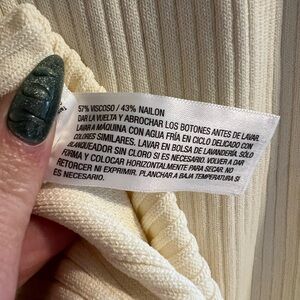 57% VISCOSO / 43% NAILON
DAR LA VUELTA Y ABROCHAR LOS BOTONES ANTES DE LAVAR.
LAVAR A MÁQUINA CON AGUA FRÍA EN CICLO DELICADO CON
COLORES SIMILARES. LAVAR EN BOLSA DE LAVANDERÍA. SÓLO
BLANQUEADOR SIN CLORO SI ES NECESARIO. VOLVER A DAR
FORMA Y COLOCAR HORIZONTALMENTE PARA SECAR. NO
RETORCER NI EXPRIMIR. PLANCHAR A BAJA TEMPERATURA SI
ES NECESARIO.